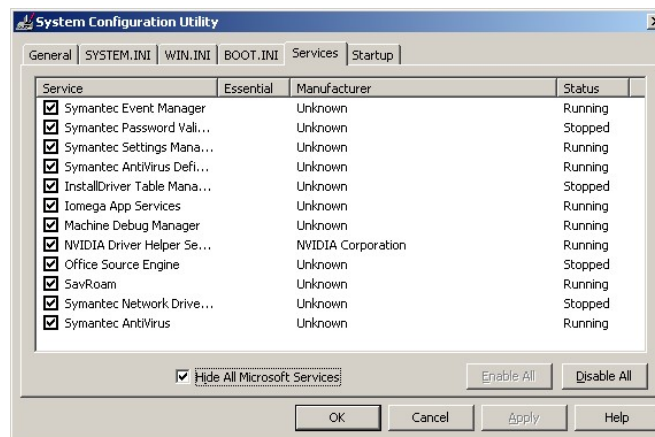 System Configuration Utility
General SYSTEM.INI WIN.INI BOOT.INI Services Startup
Service Essential Manufacturer Status
Symantec Event Manager Unknown Running
Symantec Password Vali... Unknown Stopped
Symantec Settings Mana... Unknown Running
Symantec AntiVirus Defi... Unknown Running
InstallDriver Table Mana... Unknown Stopped
Iomega App Services Unknown Running
Machine Debug Manager Unknown Running
NVIDIA Driver Helper Se... NVIDIA Corporation Running
Office Source Engine Unknown Stopped
SavRoam Unknown Running
Symantec Network Drive... Unknown Stopped
Symantec AntiVirus Unknown Running
Hide All Microsoft Services Enable All Disable All
OK Cancel Apply Help